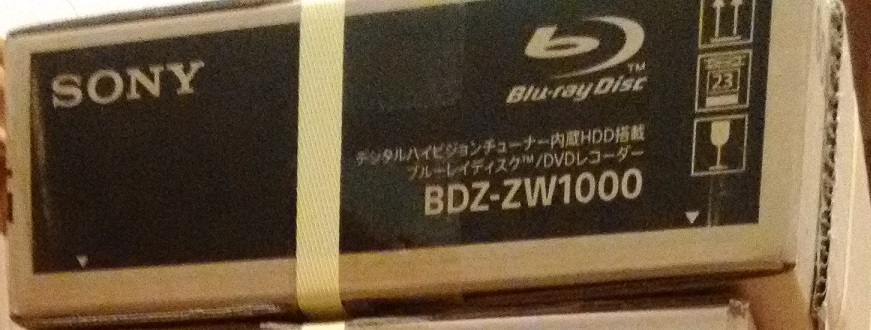 SONY
Blu-ray Disc™
23
デジタルハイビジョンチューナー内蔵HDD搭載
ブルーレイディスク™/DVDレコーダー
BDZ-ZW1000